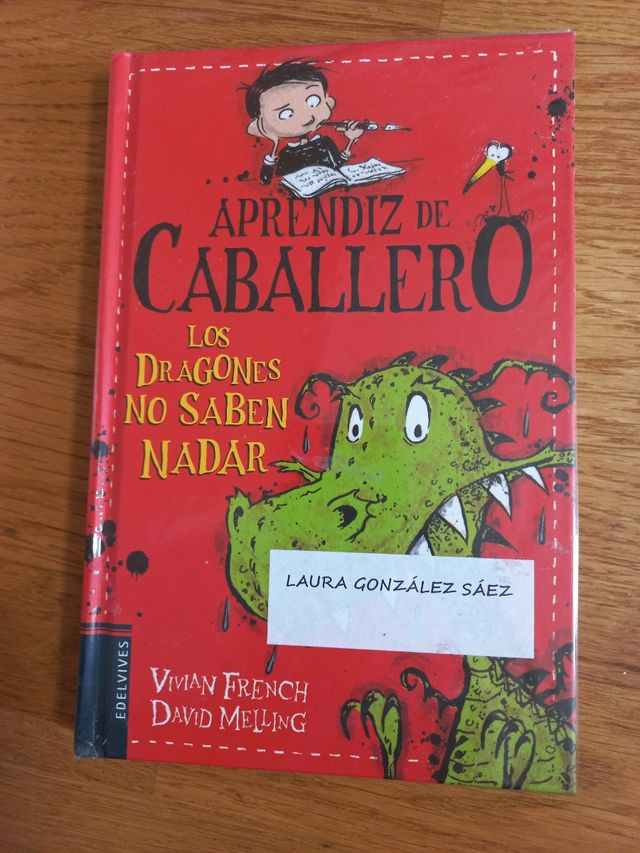 APRENDIZ DE
CABALLERO
LOS
DRAGONES
NO SABEN
NADAR
LAURA GONZÁLEZ SÁEZ
VIVIAN FRENCH
DAVID MELLING
EDELVIVES